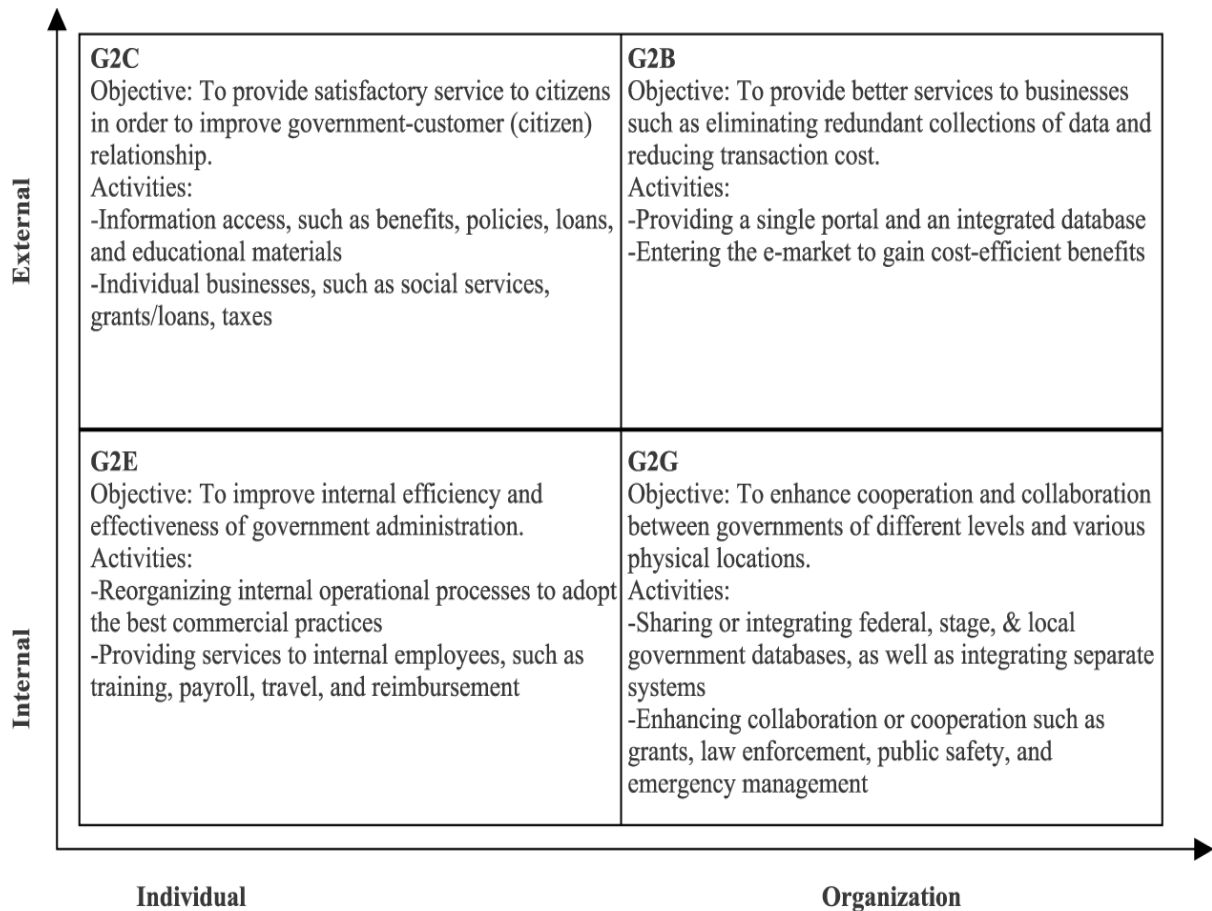 G2C
Objective: To provide satisfactory service to citizens
in order to improve government-customer (citizen)
relationship.
Activities:
-Information access, such as benefits, policies, loans,
and educational materials
-Individual businesses, such as social services,
grants/loans, taxes
G2B
Objective: To provide better services to businesses
such as eliminating redundant collections of data and
reducing transaction cost.
Activities:
-Providing a single portal and an integrated database
-Entering the e-market to gain cost-efficient benefits
External
G2E
Objective: To improve internal efficiency and
effectiveness of government administration.
Activities:
-Reorganizing internal operational processes to adopt
the best commercial practices
-Providing services to internal employees, such as
training, payroll, travel, and reimbursement
G2G
Objective: To enhance cooperation and collaboration
between governments of different levels and various
physical locations.
Activities:
-Sharing or integrating federal, stage, & local
government databases, as well as integrating separate
systems
-Enhancing collaboration or cooperation such as
grants, law enforcement, public safety, and
emergency management
Internal
Individual
Organization